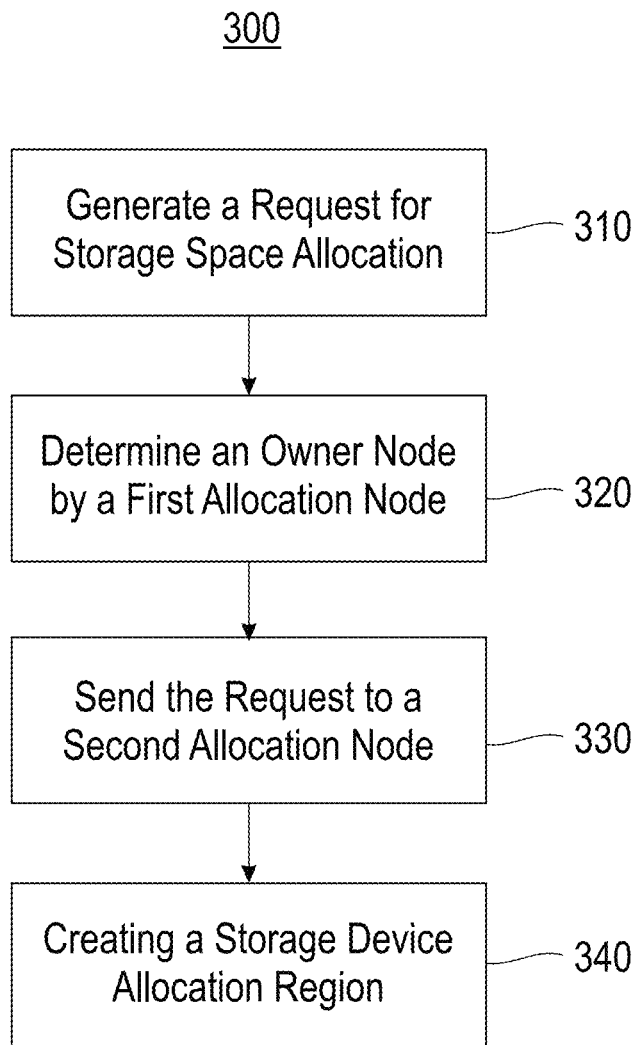 300
Generate a Request for
Storage Space Allocation
310
Determine an Owner Node
by a First Allocation Node
320
Send the Request to a
Second Allocation Node
330
Creating a Storage Device
Allocation Region
340